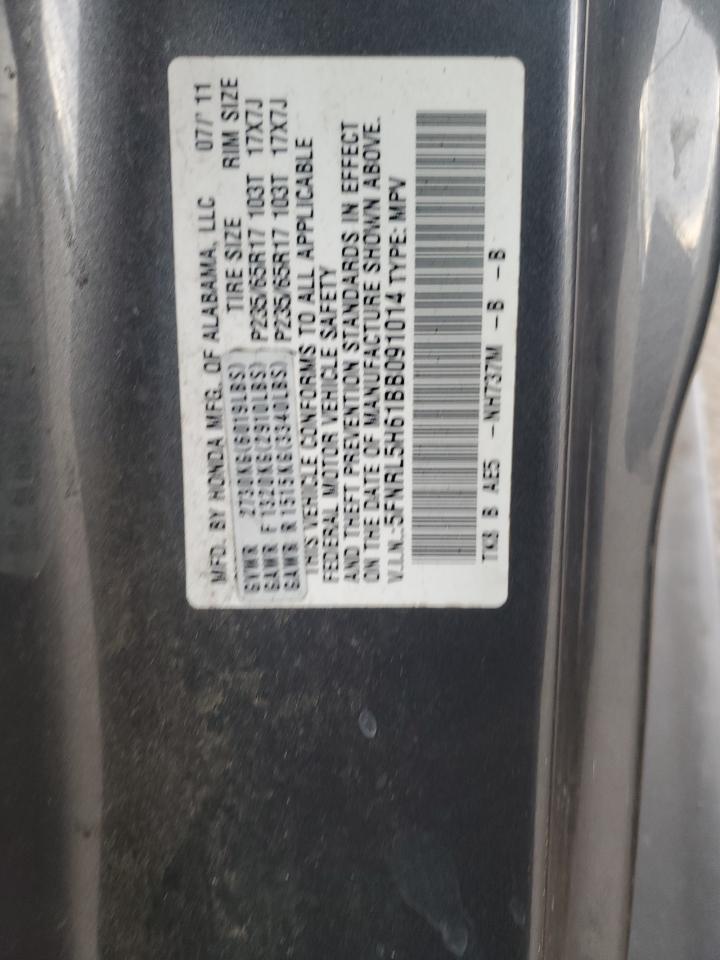 MFD. BY HONDA MFG. OF ALABAMA, LLC 07/'11
TIRE SIZE RIM SIZE
GVWR 2730KG(6019LBS)
GAWR F 1320KG(2910LBS) P235/65R17 103T 17X7J
GAWR R 1515KG(3340LBS) P235/65R17 103T 17X7J
THIS VEHICLE CONFORMS TO ALL APPLICABLE
FEDERAL MOTOR VEHICLE SAFETY
AND THEFT PREVENTION STANDARDS IN EFFECT
ON THE DATE OF MANUFACTURE SHOWN ABOVE.
V.I.N.:5FNRL5H61BB091014 TYPE: MPV
TK8 B AE5 -NH737M -B -B